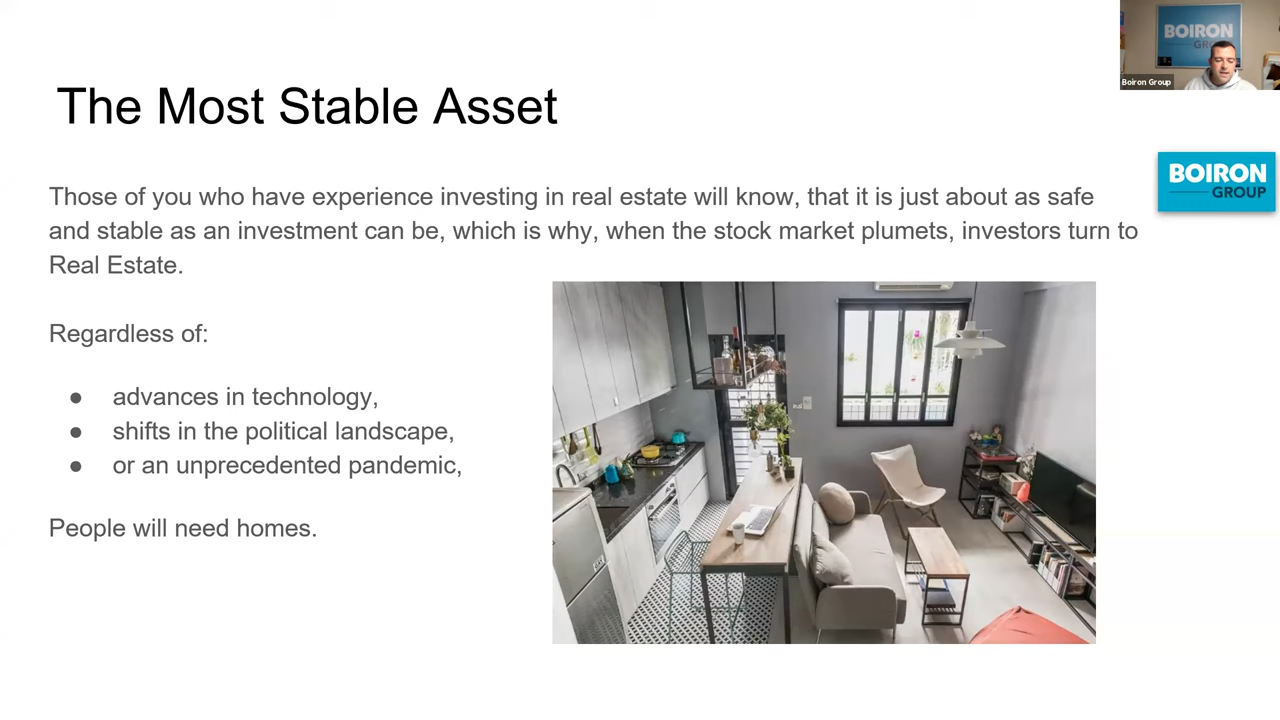 BOIRON
GR
Boiron Group
The Most Stable Asset
BOIRON
GROUP
Those of you who have experience investing in real estate will know, that it is just about as safe
and stable as an investment can be, which is why, when the stock market plumets, investors turn to
Real Estate.
Regardless of:
● advances in technology,
● shifts in the political landscape,
● or an unprecedented pandemic,
People will need homes.